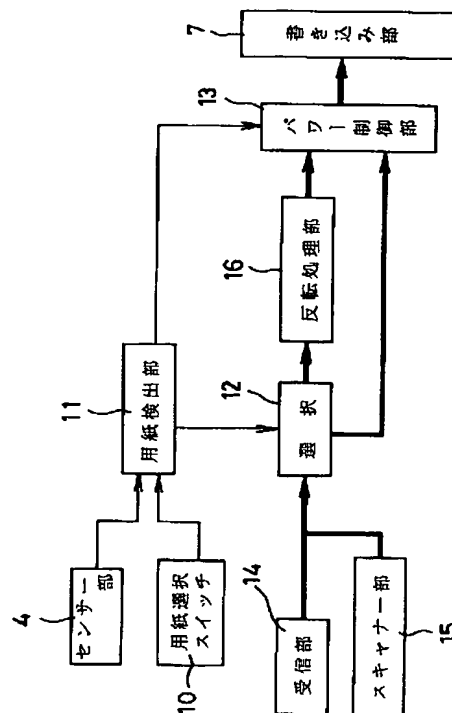 4
センサー部
10
用紙選択
スイッチ
11
用紙検出部
14
受信部
スキャナー部
15
12
選択
16
反転処理部
13
パワー制御部
7
書き込み部